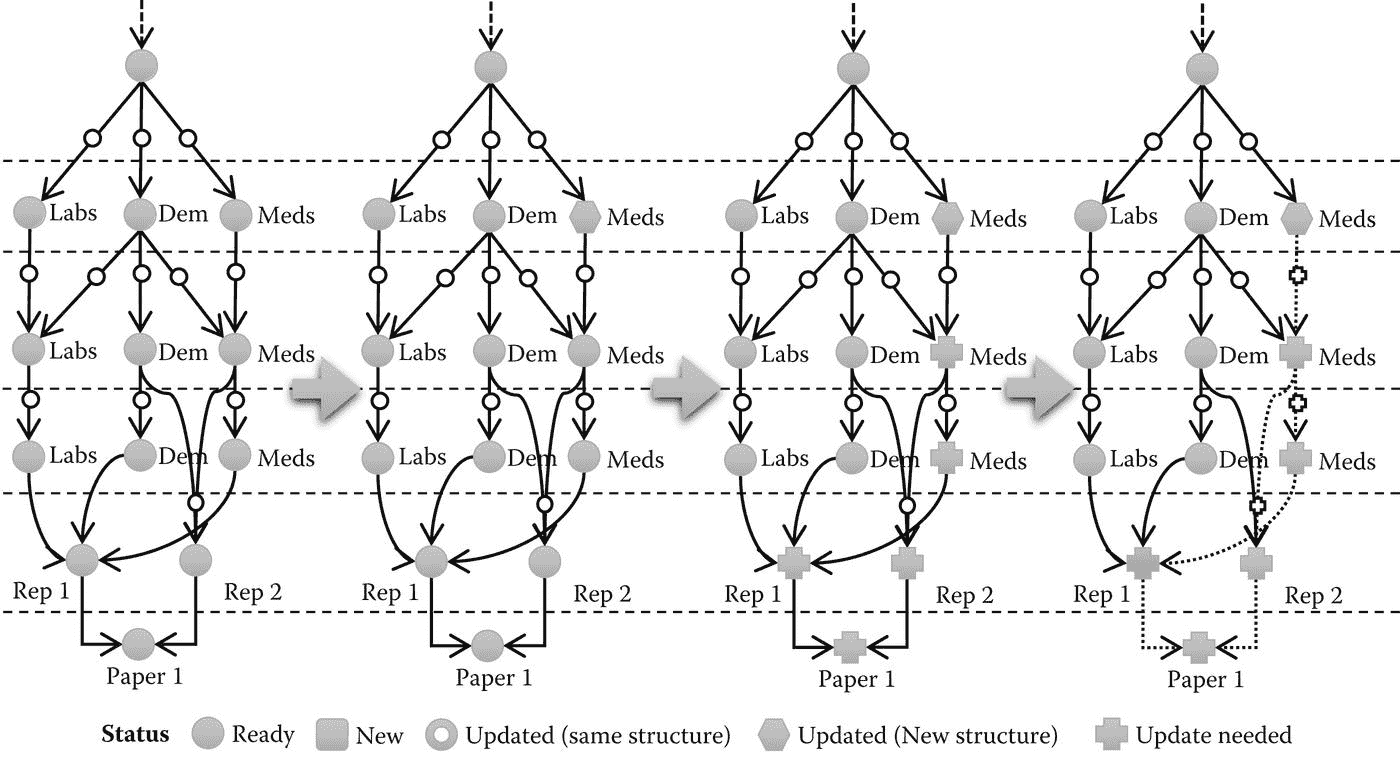 Labs Dem Meds Labs Dem Meds Labs Dem Meds Labs Dem Meds
Labs Dem Meds Labs Dem Meds Labs Dem Meds Labs Dem Meds
Labs Dem Meds Labs Dem Meds Labs Dem Meds Labs Dem Meds
Rep 1 Rep 2 Rep 1 Rep 2 Rep 1 Rep 2 Rep 1 Rep 2
Paper 1 Paper 1 Paper 1 Paper 1
Status Ready New Updated (same structure) Updated (New structure) Update needed